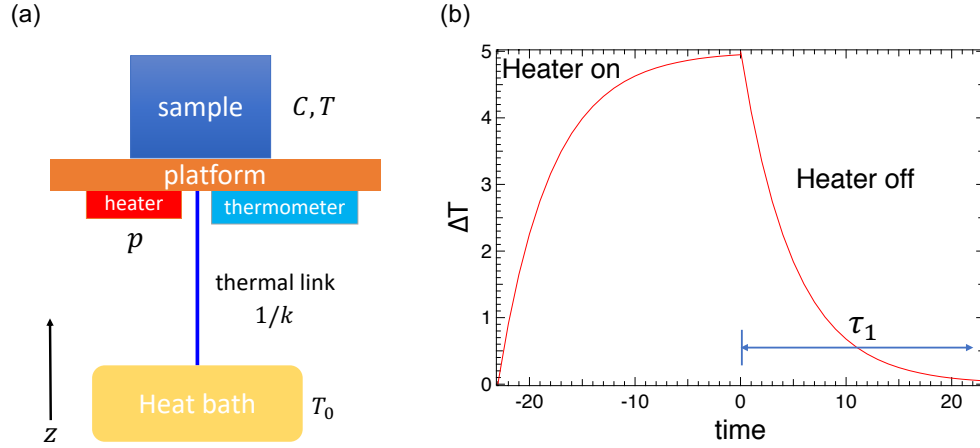 (a)
sample
C, T
platform
heater
thermometer
p
thermal link
1/k
Heat bath
T₀
z
(b)
5
4
3
2
1
0
ΔT
Heater on
Heater off
τ₁
-20
-10
0
10
20
time